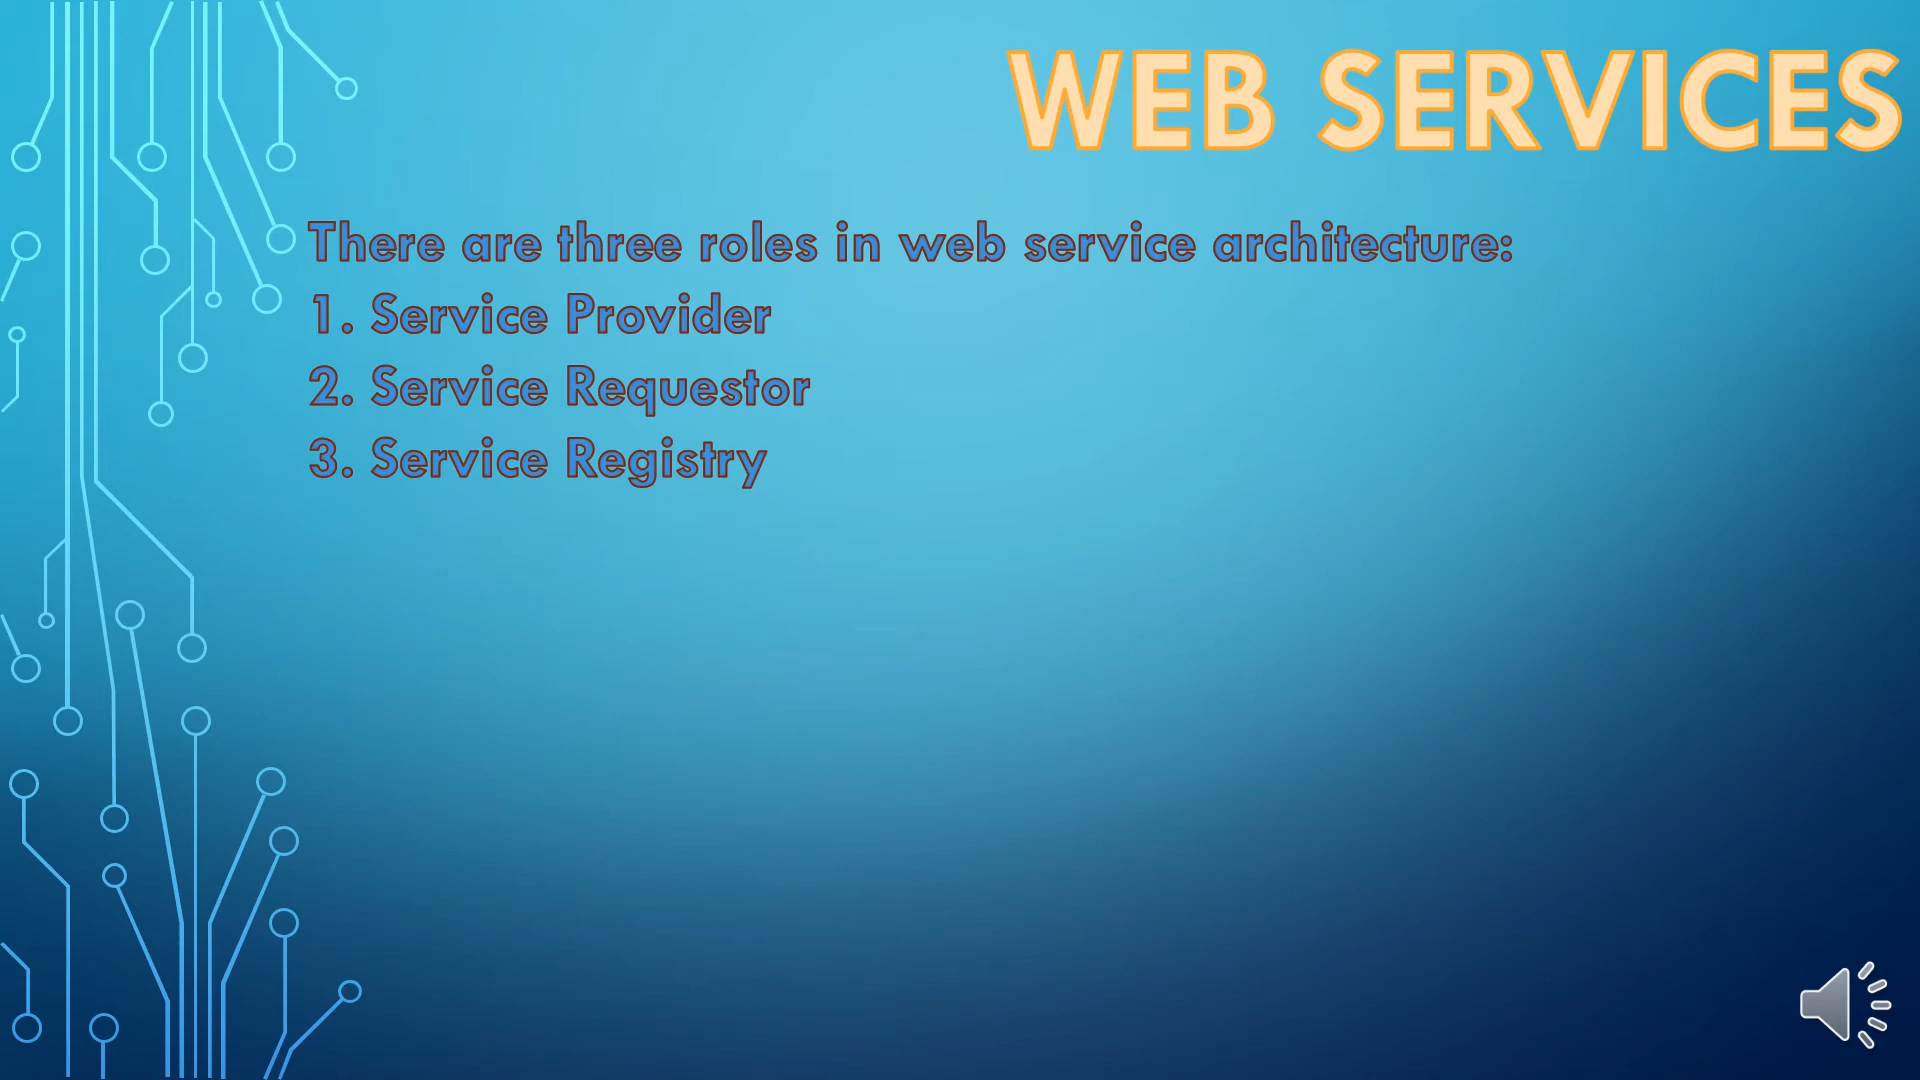 WEB SERVICES
There are three roles in web service architecture:
1. Service Provider
2. Service Requestor
3. Service Registry